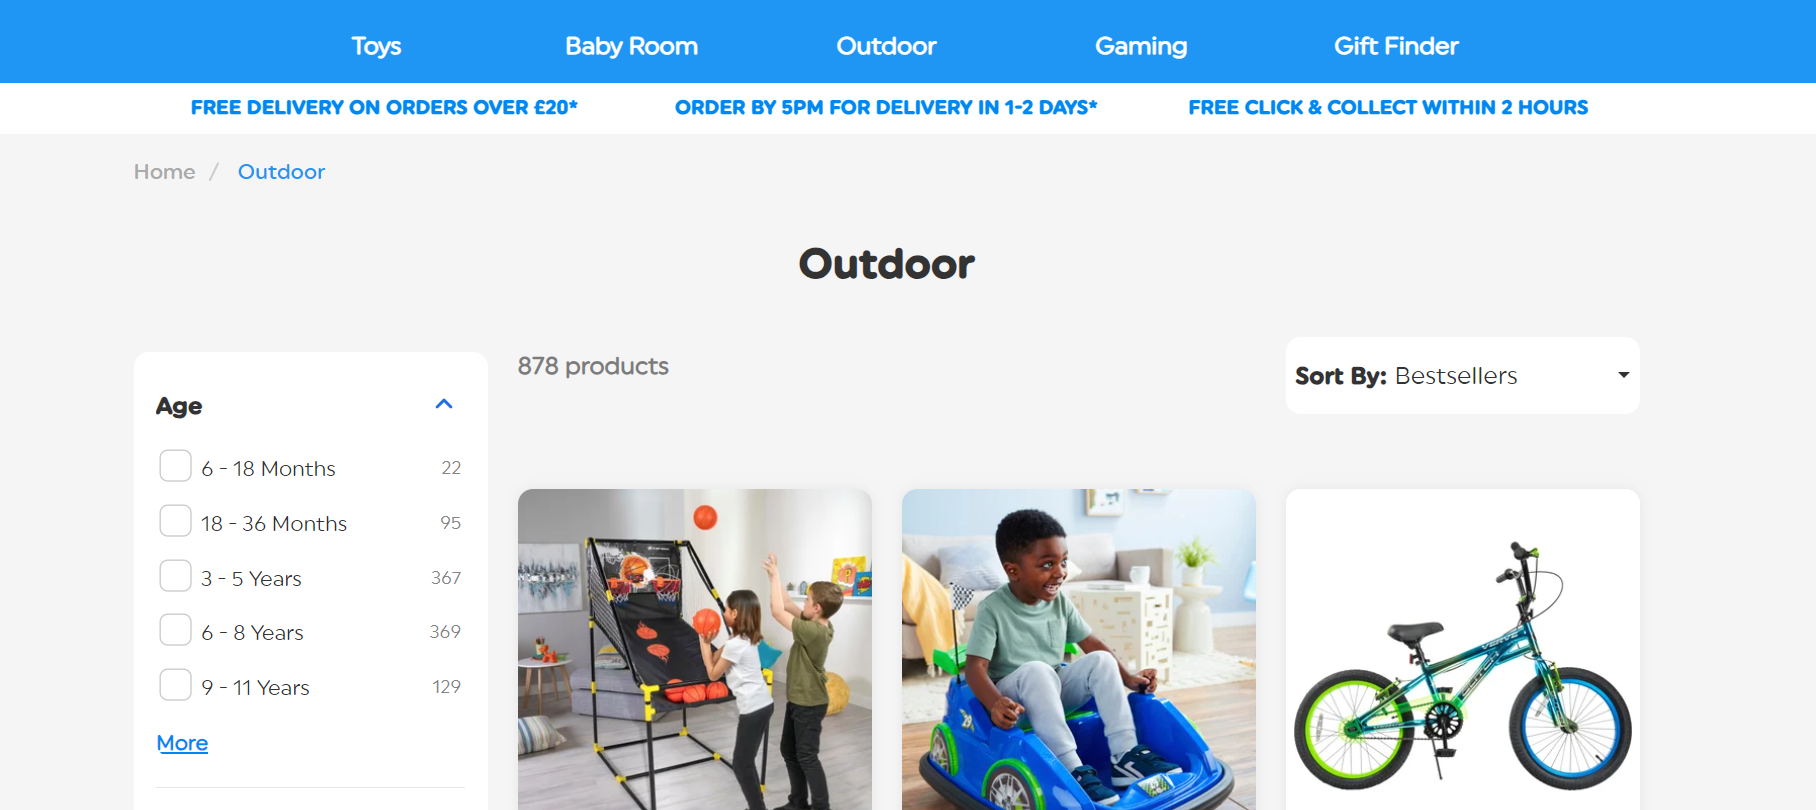 Toys Baby Room Outdoor Gaming Gift Finder
FREE DELIVERY ON ORDERS OVER £20* ORDER BY 5PM FOR DELIVERY IN 1-2 DAYS* FREE CLICK & COLLECT WITHIN 2 HOURS
Home / Outdoor
Outdoor
878 products
Sort By: Bestsellers
Age
6 - 18 Months 22
18 - 36 Months 95
3 - 5 Years 367
6 - 8 Years 369
9 - 11 Years 129
More